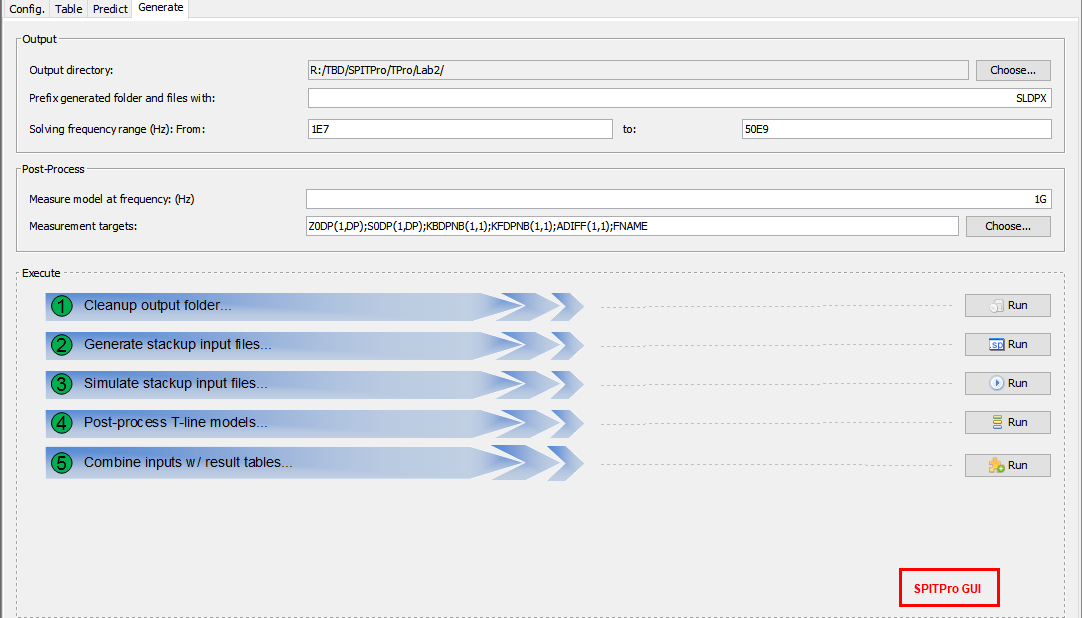 Config. Table Predict Generate
Output
Output directory: R:/TBD/SPITPro/TPro/Lab2/ Choose...
Prefix generated folder and files with: SLDPX
Solving frequency range (Hz): From: 1E7 to: 50E9
Post-Process
Measure model at frequency: (Hz) 1G
Measurement targets: Z0DP(1,DP);S0DP(1,DP);KBDPNB(1,1);KFDPNB(1,1);ADIFF(1,1);FNAME Choose...
Execute
1 Cleanup output folder... Run
2 Generate stackup input files... .sp Run
3 Simulate stackup input files... Run
4 Post-process T-line models... Run
5 Combine inputs w/ result tables... Run
SPITPro GUI